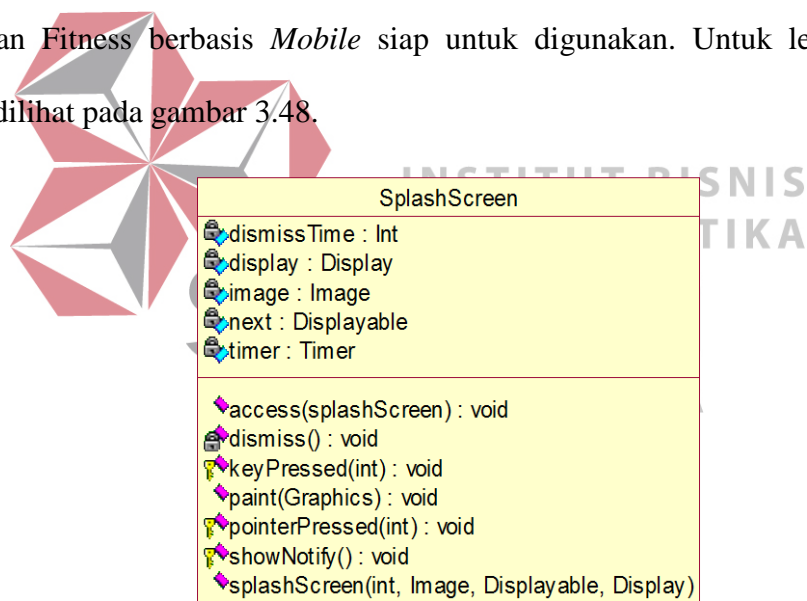 an Fitness berbasis Mobile siap untuk digunakan. Untuk le
dilihat pada gambar 3.48.
SNIS
TIKA
SplashScreen
dismissTime : Int
display : Display
image : Image
next : Displayable
timer : Timer
access(splashScreen) : void
dismiss() : void
keyPressed(int) : void
paint(Graphics) : void
pointerPressed(int) : void
showNotify() : void
splashScreen(int, Image, Displayable, Display)